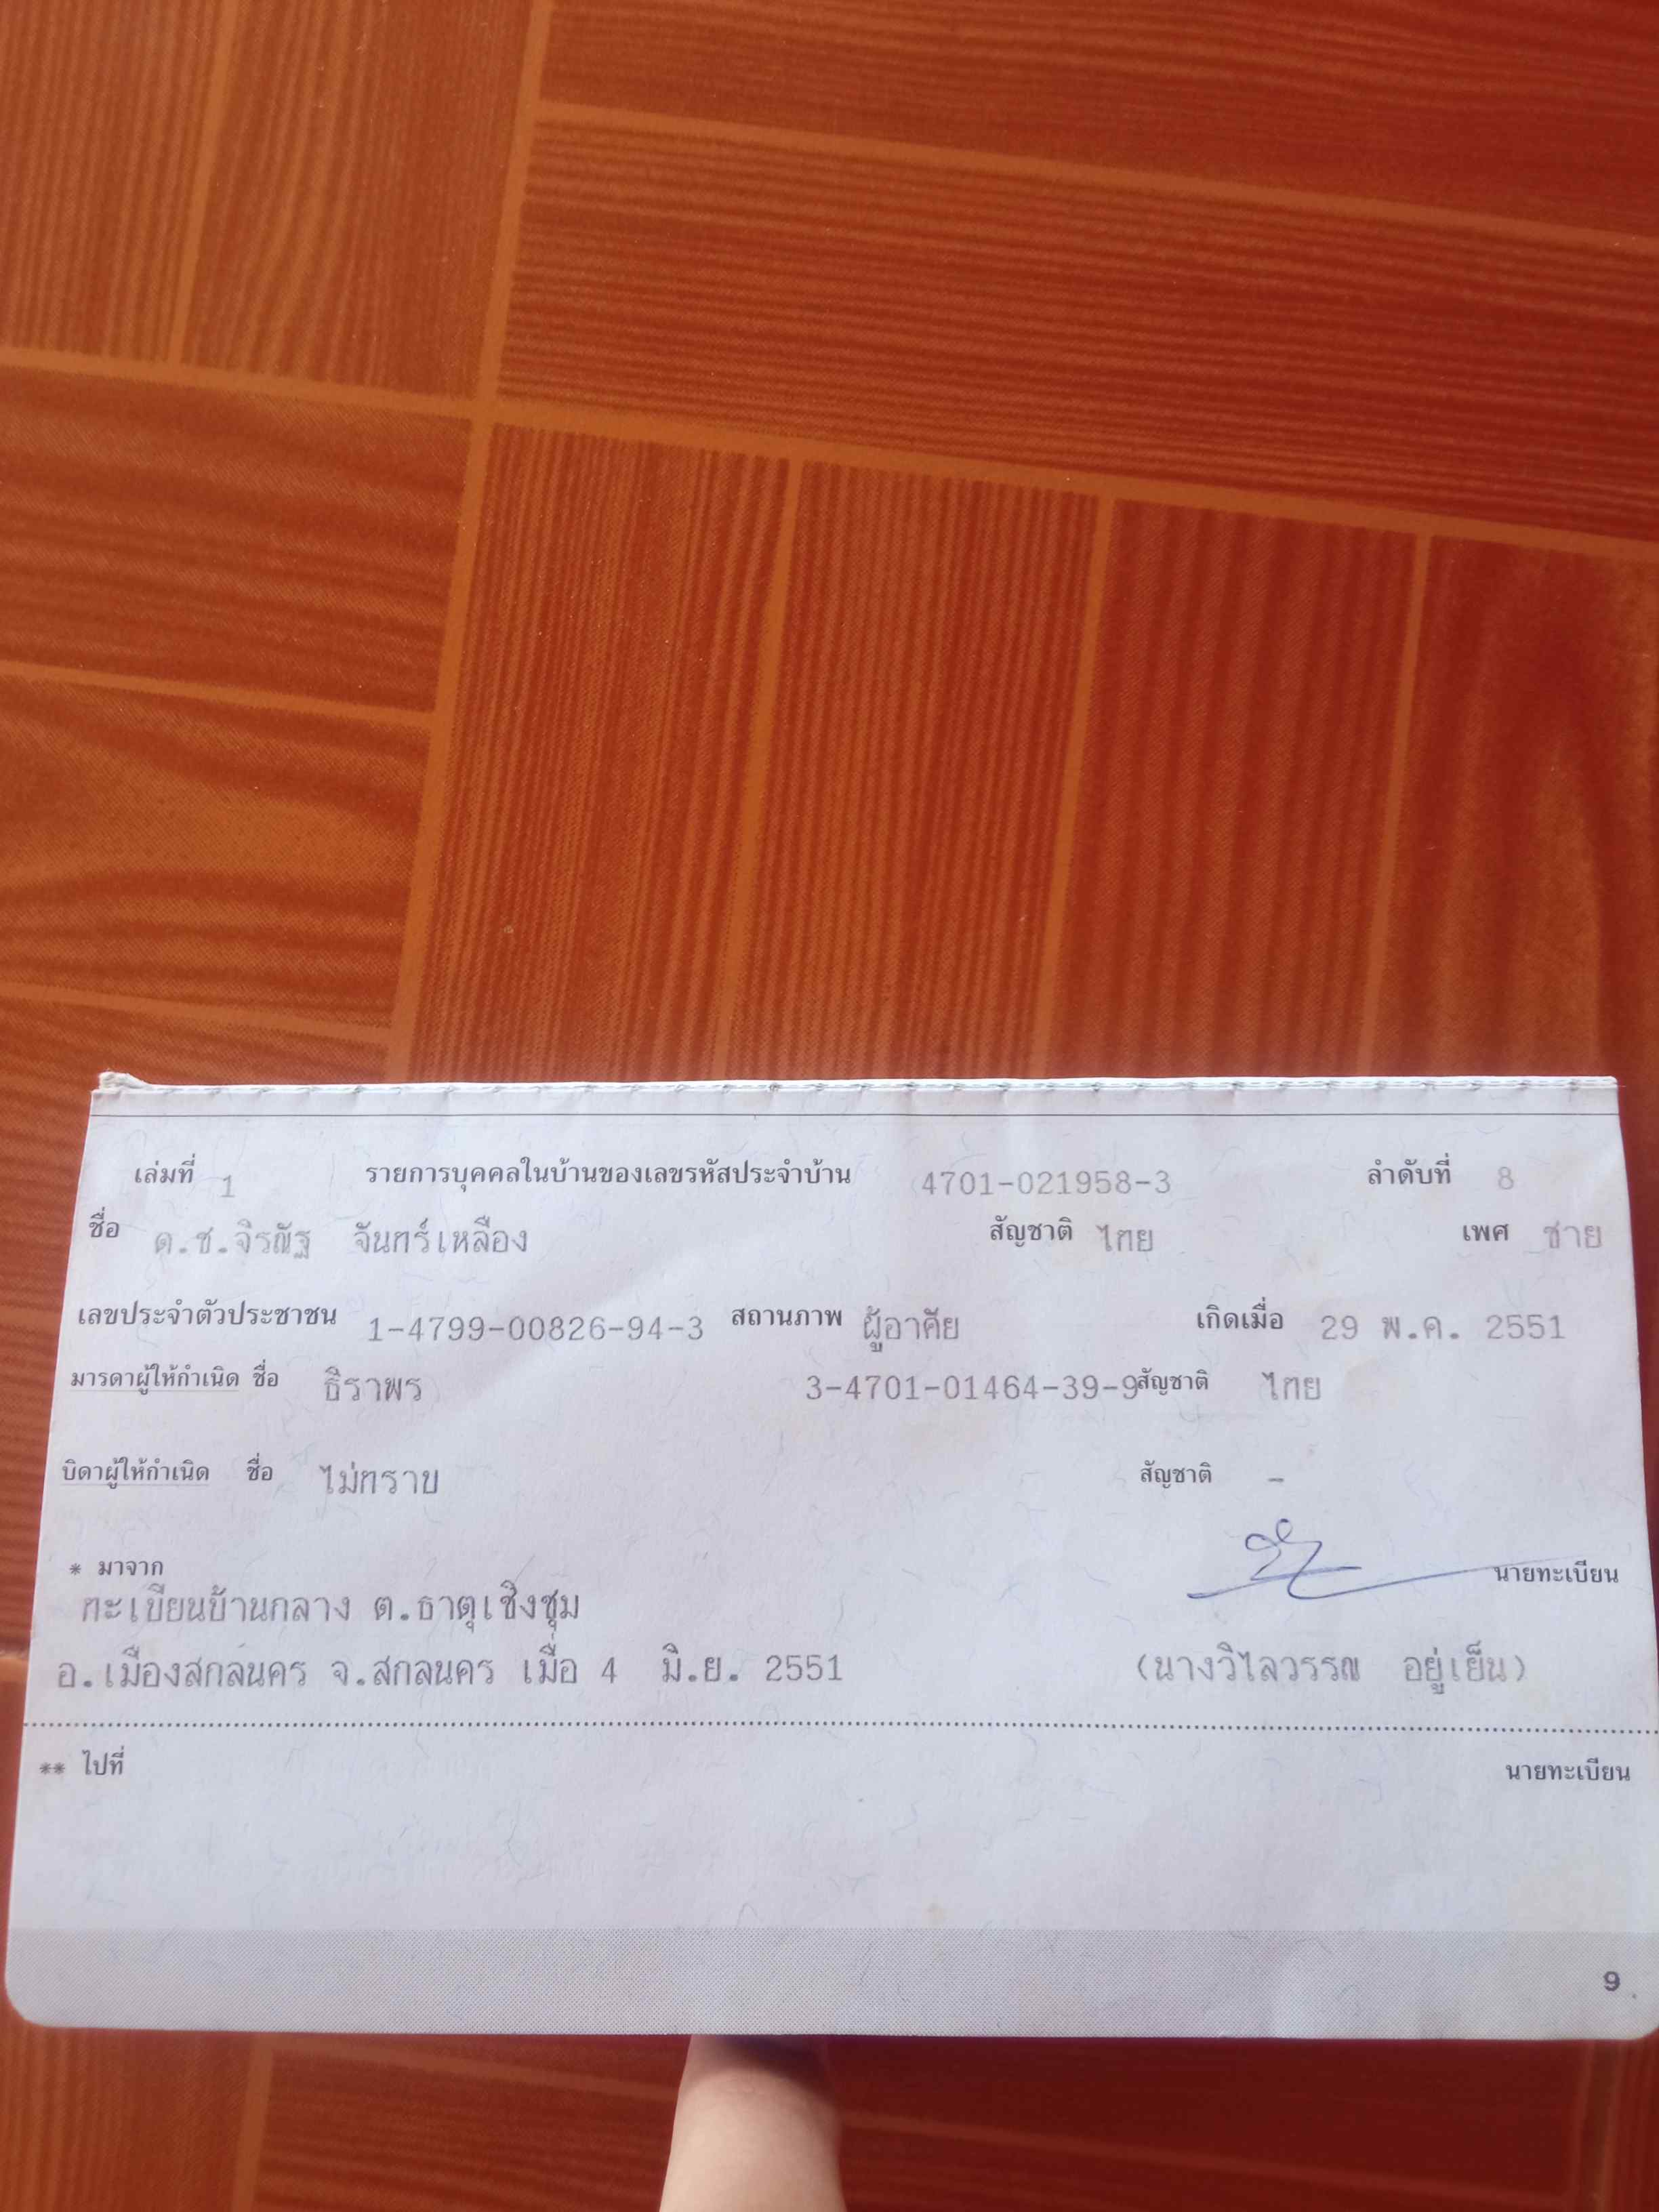 เล่มที่ 1 รายการบุคคลในบ้านของเลขรหัสประจำบ้าน 4701-021958-3 ลำดับที่ 8
ชื่อ ด.ช.จิรณัฐ จันทร์เหลือง สัญชาติ ไทย เพศ ชาย
เลขประจำตัวประชาชน 1-4799-00826-94-3 สถานภาพ ผู้อาศัย เกิดเมื่อ 29 พ.ค. 2551
มารดาผู้ให้กำเนิด ชื่อ ธิราพร 3-4701-01464-39-9 สัญชาติ ไทย
บิดาผู้ให้กำเนิด ชื่อ ไม่ทราบ สัญชาติ -
* มาจาก นายทะเบียน
ทะเบียนบ้านกลาง ต.ธาตุเชิงชุม
อ.เมืองสกลนคร จ.สกลนคร เมื่อ 4 มิ.ย. 2551 (นางวิไลวรรณ อยู่เย็น)
** ไปที่ นายทะเบียน
9